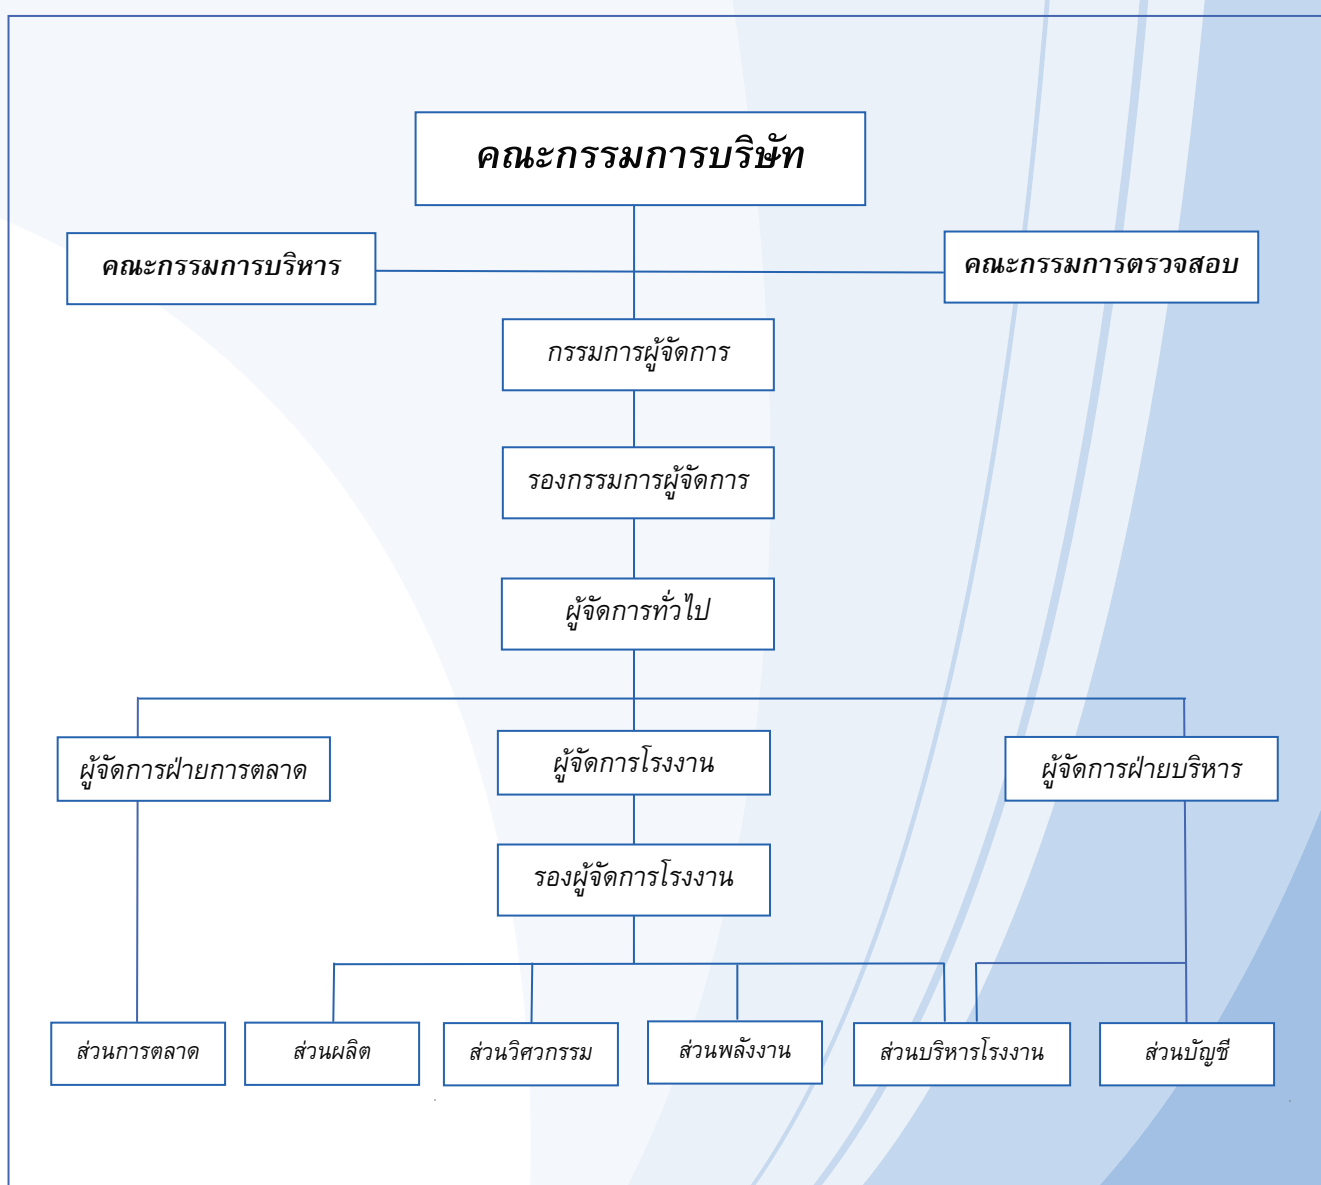 คณะกรรมการบริษัท
คณะกรรมการบริหาร
คณะกรรมการตรวจสอบ
กรรมการผู้จัดการ
รองกรรมการผู้จัดการ
ผู้จัดการทั่วไป
ผู้จัดการฝ่ายการตลาด
ผู้จัดการโรงงาน
ผู้จัดการฝ่ายบริหาร
รองผู้จัดการโรงงาน
ส่วนการตลาด
ส่วนผลิต
ส่วนวิศวกรรม
ส่วนพลังงาน
ส่วนบริหารโรงงาน
ส่วนบัญชี